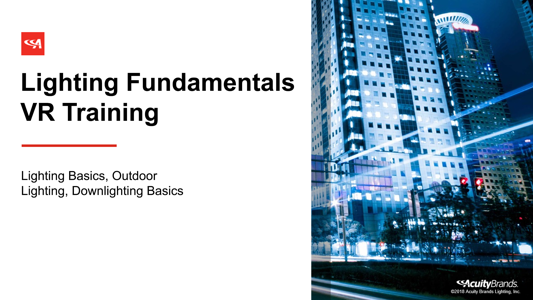 Lighting Fundamentals
VR Training
Lighting Basics, Outdoor
Lighting, Downlighting Basics
AcuityBrands.
©2018 Acuity Brands Lighting, Inc.